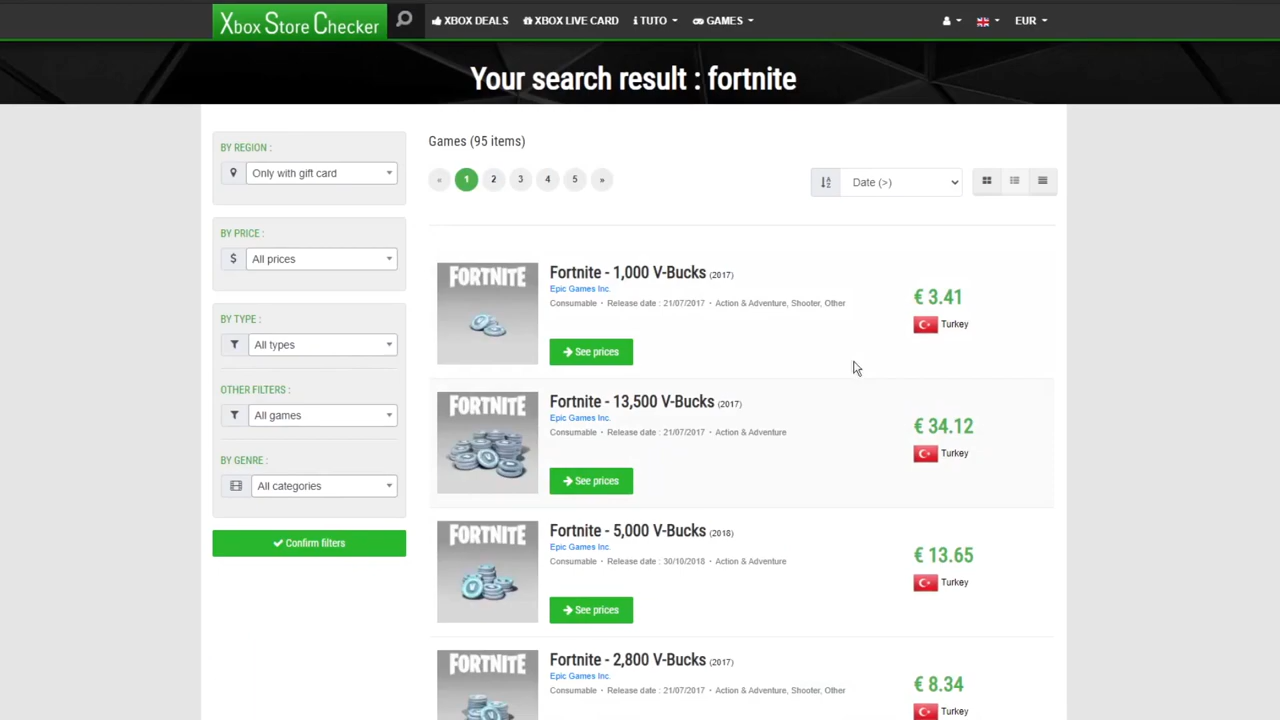 Xbox Store Checker
XBOX DEALS
XBOX LIVE CARD
TUTO
GAMES
EUR
Your search result : fortnite
BY REGION :
Only with gift card
BY PRICE :
$
All prices
BY TYPE :
All types
OTHER FILTERS :
All games
BY GENRE :
All categories
Confirm filters
Games (95 items)
« 1 2 3 4 5 »
Date (>)
FORTNITE
Fortnite - 1,000 V-Bucks (2017)
Epic Games Inc.
Consumable • Release date : 21/07/2017 • Action & Adventure, Shooter, Other
See prices
€ 3.41
Turkey
FORTNITE
Fortnite - 13,500 V-Bucks (2017)
Epic Games Inc.
Consumable • Release date : 21/07/2017 • Action & Adventure
See prices
€ 34.12
Turkey
FORTNITE
Fortnite - 5,000 V-Bucks (2018)
Epic Games Inc.
Consumable • Release date : 30/10/2018 • Action & Adventure
See prices
€ 13.65
Turkey
FORTNITE
Fortnite - 2,800 V-Bucks (2017)
Epic Games Inc.
Consumable • Release date : 21/07/2017 • Action & Adventure, Shooter, Other
€ 8.34
Turkey